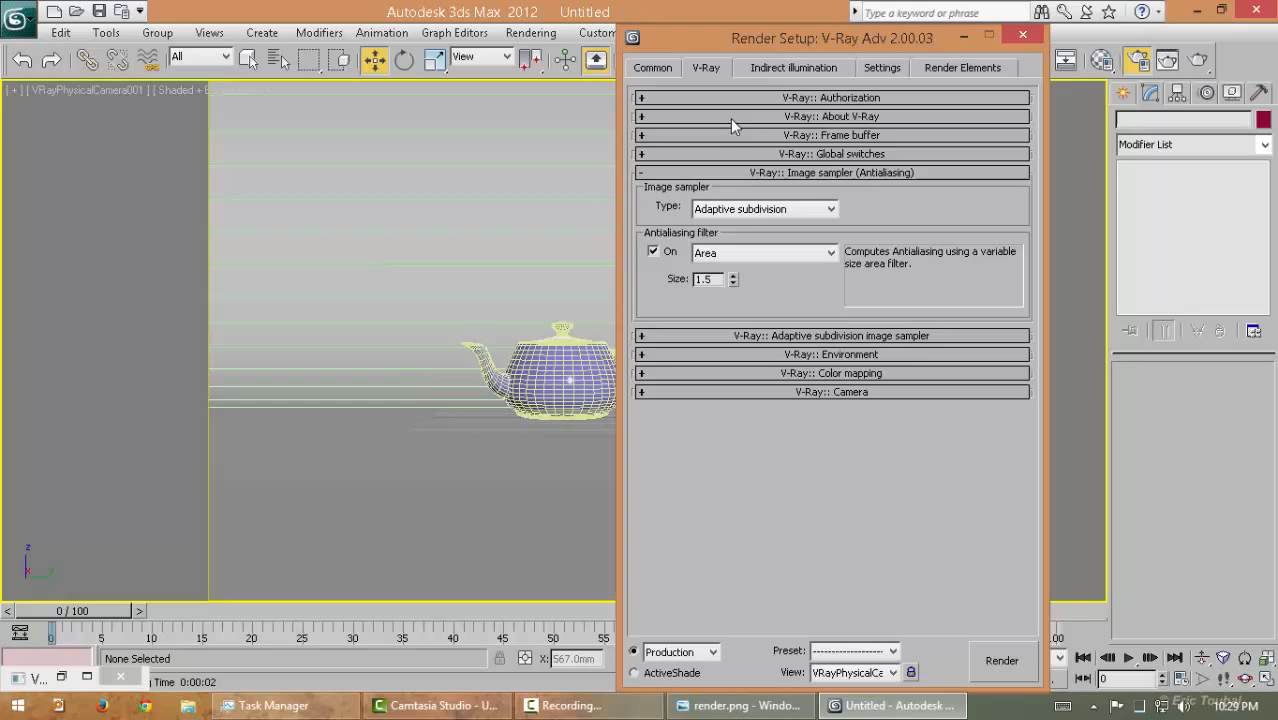 Autodesk 3ds Max 2012 Untitled
Type a keyword or phrase
Edit Tools Group Views Create Modifiers Animation Graph Editors Rendering Custom
All
View
[ + ] [ VRayPhysicalCamera001 ] [ Shaded +
Render Setup: V-Ray Adv 2.00.03
Common V-Ray Indirect illumination Settings Render Elements
+ V-Ray:: Authorization
+ V-Ray:: About V-Ray
+ V-Ray:: Frame buffer
+ V-Ray:: Global switches
- V-Ray:: Image sampler (Antialiasing)
Image sampler
Type: Adaptive subdivision
Antialiasing filter
On Area
Computes Antialiasing using a variable
size area filter.
Size: 1.5
+ V-Ray:: Adaptive subdivision image sampler
+ V-Ray:: Environment
+ V-Ray:: Color mapping
+ V-Ray:: Camera
Modifier List
z
x
y
< 0 / 100 >
0 5 10 15 20 25 30 35 40 45 50 55
None Selected
X: 567.0mm
V...
Time 0:00:02
Production
ActiveShade
Preset: -----------------
View: VRayPhysicalCa
Render
0
Task Manager
Camtasia Studio - U...
Recording...
render.png - Windo...
Untitled - Autodesk ...
© Eric Touhai
10:29 PM